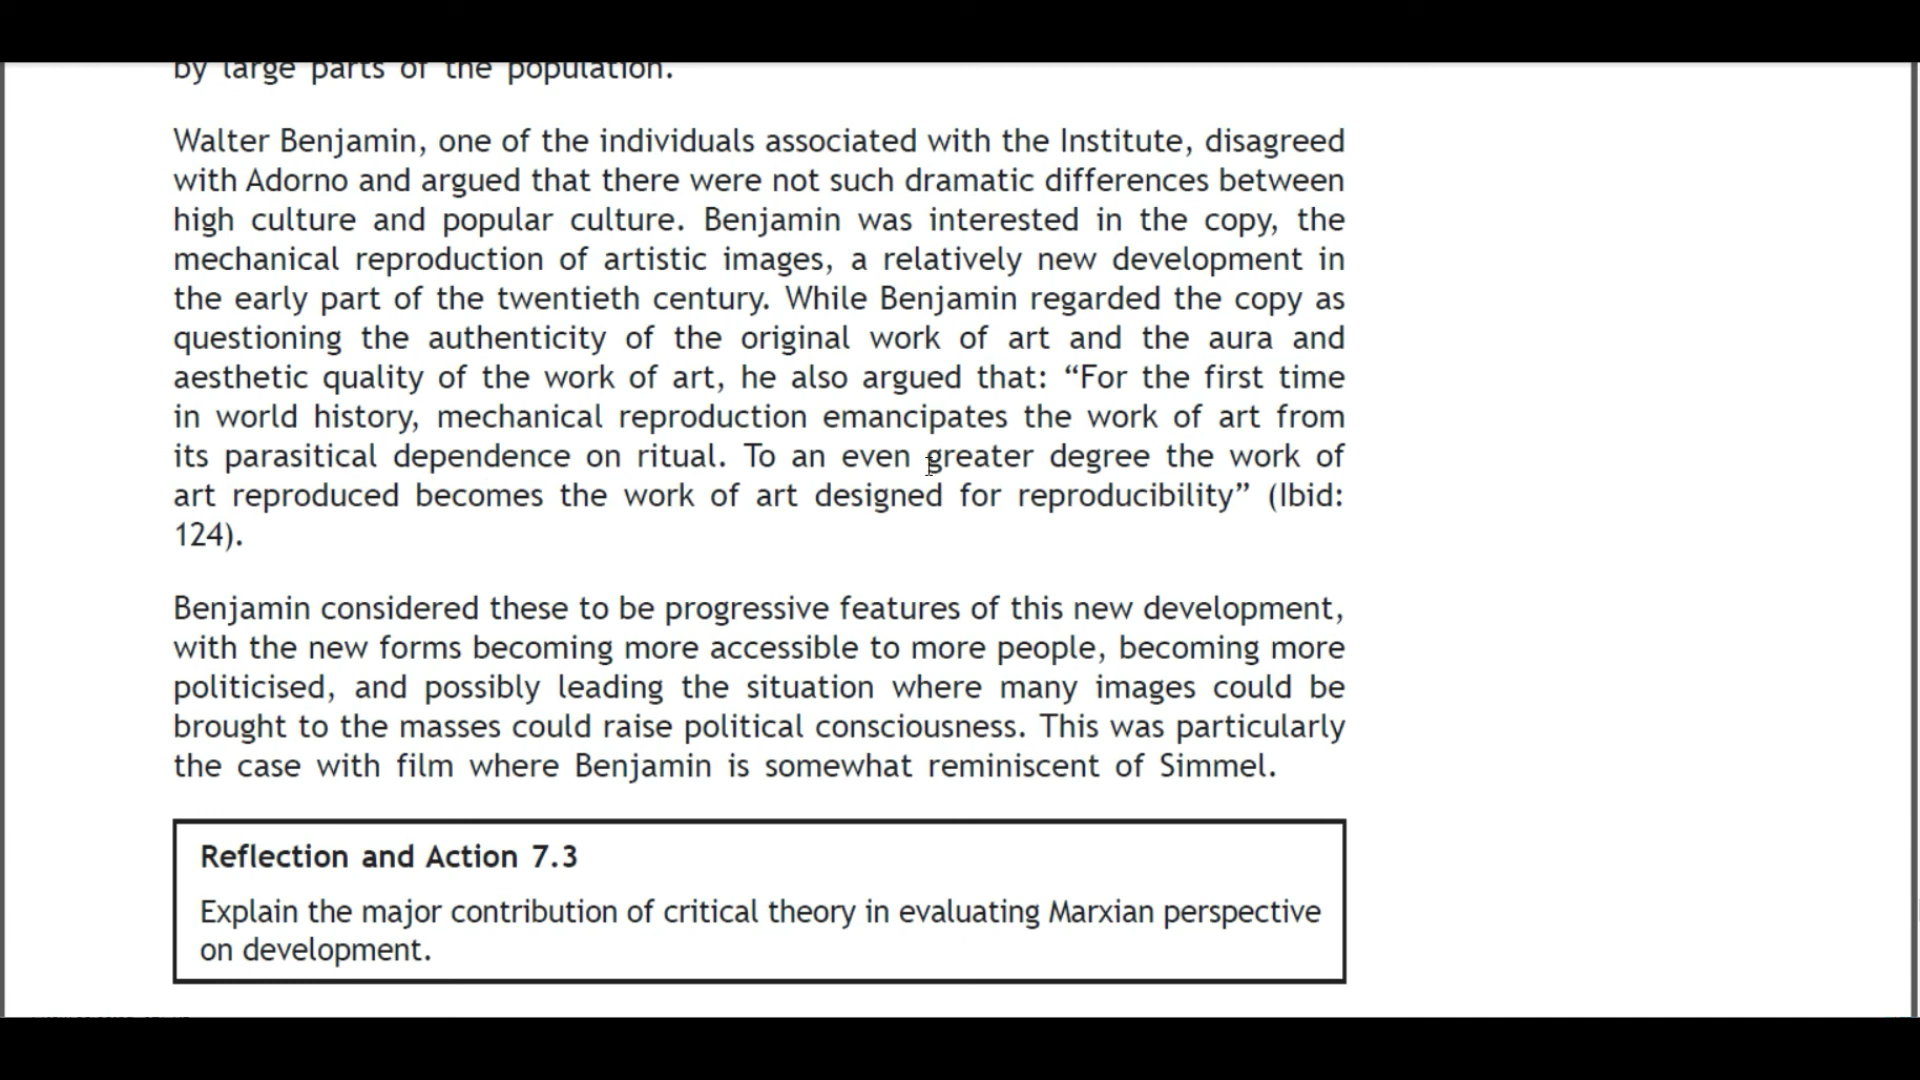 by large parts of the population.
Walter Benjamin, one of the individuals associated with the Institute, disagreed
with Adorno and argued that there were not such dramatic differences between
high culture and popular culture. Benjamin was interested in the copy, the
mechanical reproduction of artistic images, a relatively new development in
the early part of the twentieth century. While Benjamin regarded the copy as
questioning the authenticity of the original work of art and the aura and
aesthetic quality of the work of art, he also argued that: “For the first time
in world history, mechanical reproduction emancipates the work of art from
its parasitical dependence on ritual. To an even greater degree the work of
art reproduced becomes the work of art designed for reproducibility” (Ibid:
124).
Benjamin considered these to be progressive features of this new development,
with the new forms becoming more accessible to more people, becoming more
politicised, and possibly leading the situation where many images could be
brought to the masses could raise political consciousness. This was particularly
the case with film where Benjamin is somewhat reminiscent of Simmel.
Reflection and Action 7.3
Explain the major contribution of critical theory in evaluating Marxian perspective
on development.